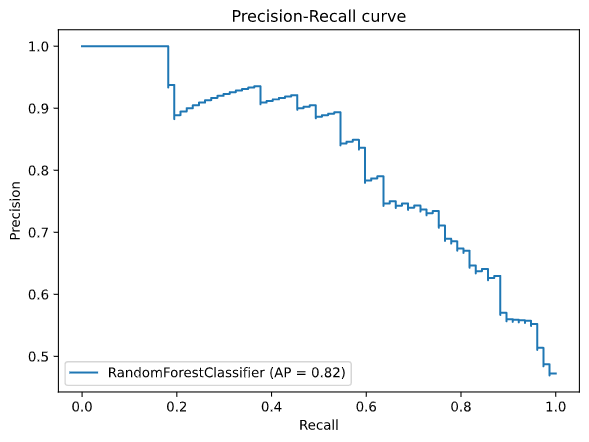 Precision-Recall curve
1.0
0.9
0.8
0.7
0.6
0.5
Precision
RandomForestClassifier (AP = 0.82)
0.0 0.2 0.4 0.6 0.8 1.0
Recall